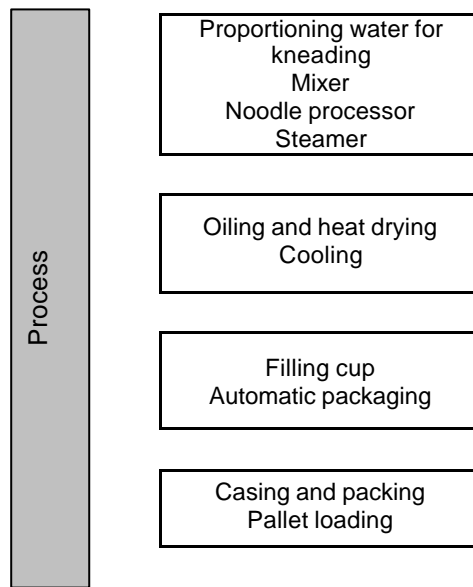 Process
Proportioning water for
kneading
Mixer
Noodle processor
Steamer
Oiling and heat drying
Cooling
Filling cup
Automatic packaging
Casing and packing
Pallet loading